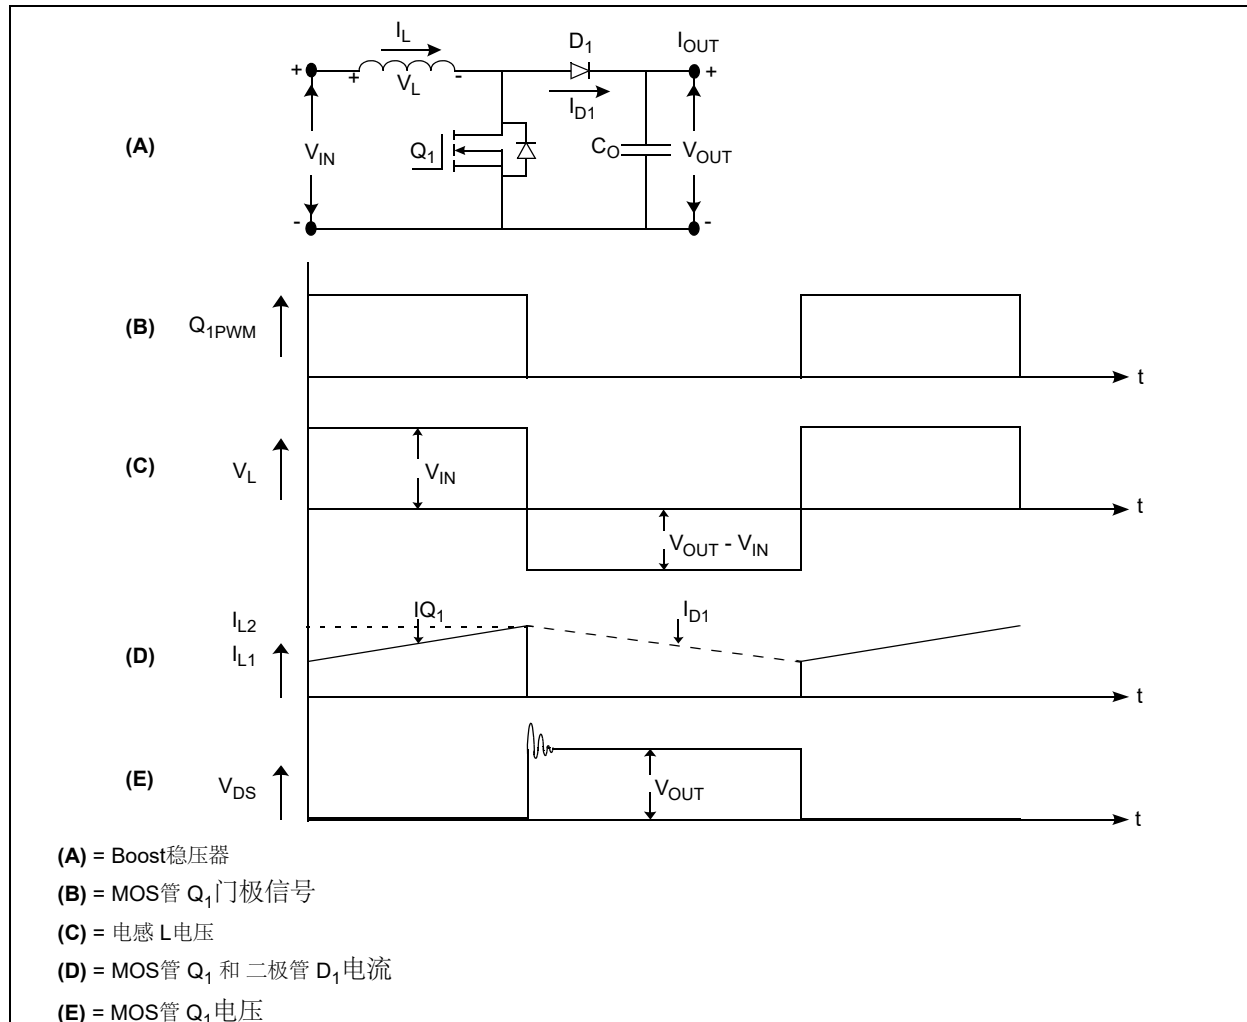 I_L
D_1
I_OUT
+
+
-
+
V_L
I_D1
(A)
V_IN
Q_1
C_O
V_OUT
-
-
(B)
Q_1PWM
t
(C)
V_L
V_IN
t
V_OUT - V_IN
I_L2
IQ_1
I_D1
(D)
I_L1
t
(E)
V_DS
V_OUT
t
(A) = Boost稳压器
(B) = MOS管 Q_1门极信号
(C) = 电感 L电压
(D) = MOS管 Q_1 和 二极管 D_1电流
(E) = MOS管 Q_1电压